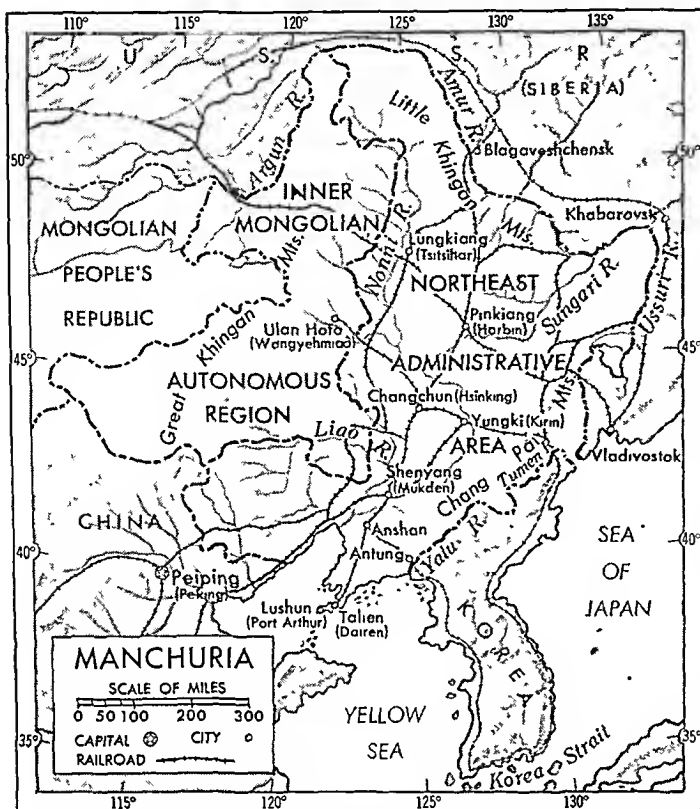 110° 115° 120° 125° 130° 135°
U. S. S. R
(SIBERIA)
Argun R.
Little Khingan Mts.
Amur R.
Blagaveshchensk
50° 50°
INNER
MONGOLIAN
AUTONOMOUS
REGION
MONGOLIAN
PEOPLE'S
REPUBLIC
Great Khingan Mts.
Nonni R.
Khabarovsk
Lungkiang
(Tsitsihar)
NORTHEAST
ADMINISTRATIVE
AREA
Sungari R.
Ussuri R.
Pinkiang
(Harbin)
Ulan Hoto
(Wangyehmiao)
45° 45°
Changchun (Hsinking)
Yungki (Kirin)
Liao R.
Vladivostok
Chang Pai Mts.
Tumen R.
Shenyang
(Mukden)
CHINA
Anshan
Antung
Yalu R.
SEA
OF
JAPAN
40° 40°
Peiping
(Peking)
Lushun
(Port Arthur)
Talien
(Dairen)
KOREA
MANCHURIA
SCALE OF MILES
0 50 100 200 300
CAPITAL CITY
RAILROAD
YELLOW
SEA
35° 35°
Korea Strait
115° 120° 125° 130°